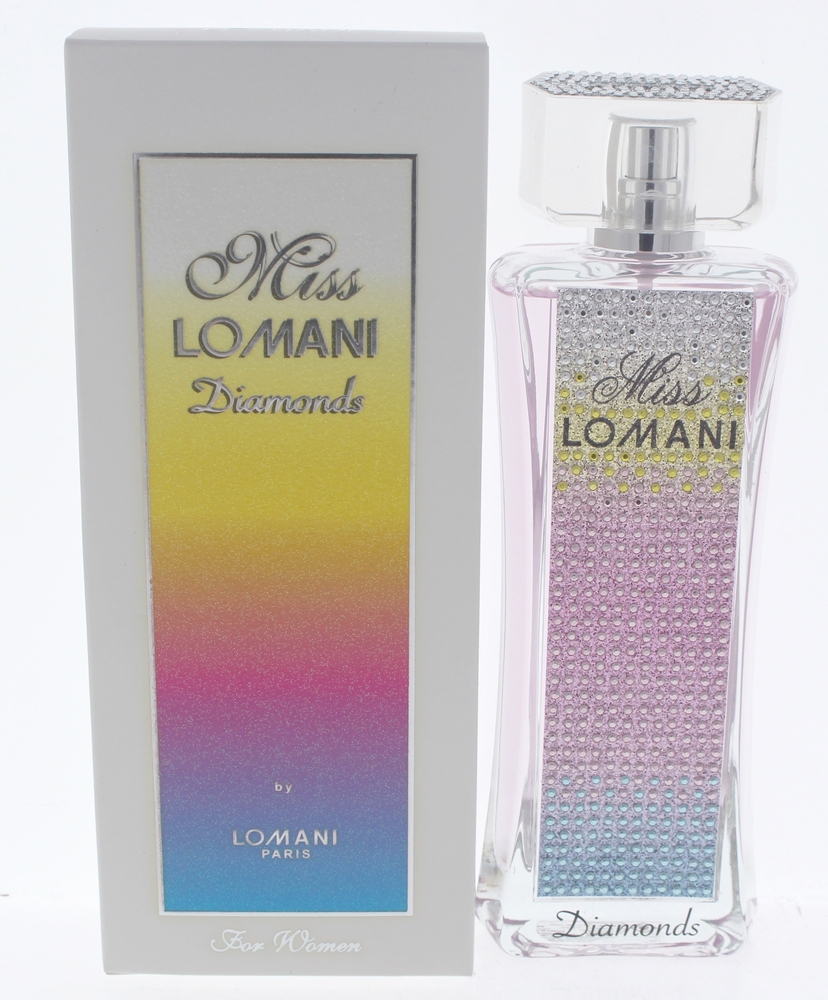 Miss
LOMANI
Diamonds
by
LOMANI
PARIS
For Women
Miss
LOMANI
Diamonds